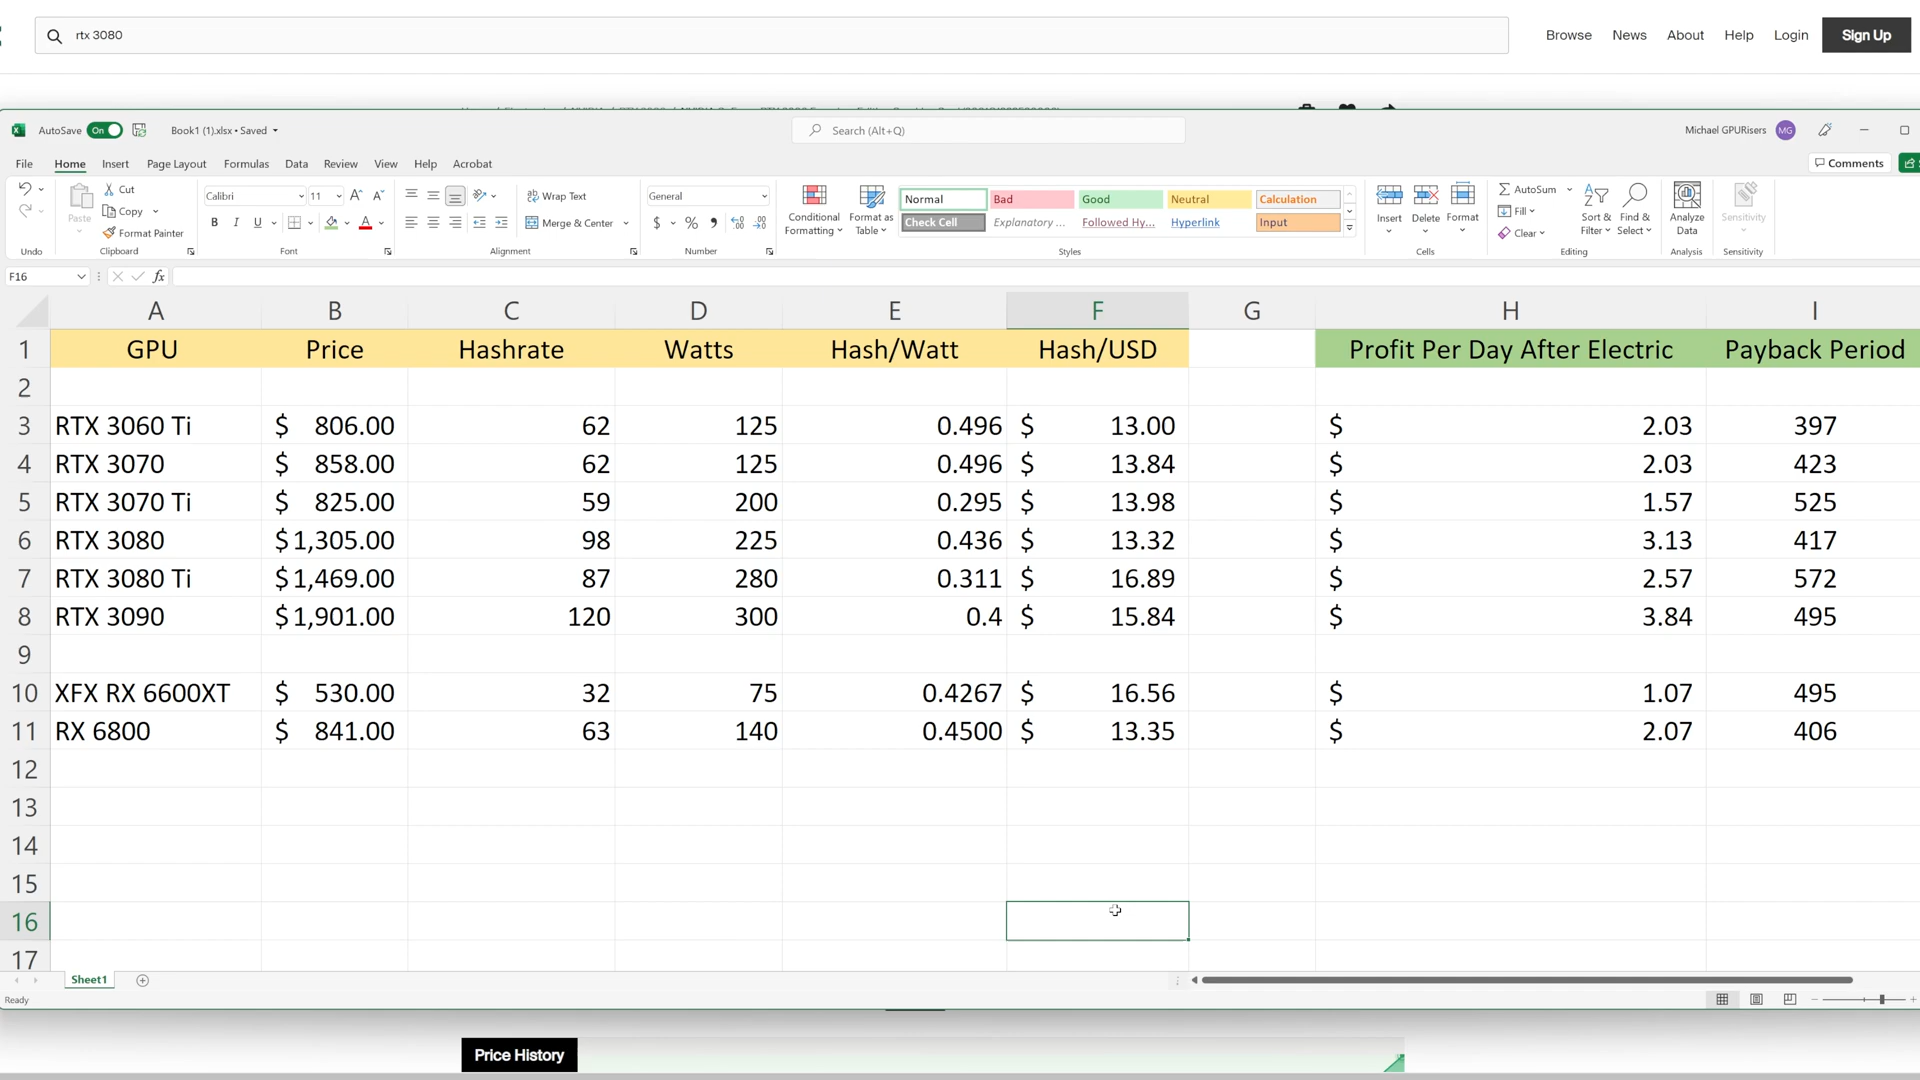 rtx 3080
Browse News About Help Login Sign Up
AutoSave On Book1 (1).xlsx • Saved
Search (Alt+Q)
Michael GPURisers MG
File Home Insert Page Layout Formulas Data Review View Help Acrobat
Comments
Paste
Cut
Copy
Format Painter
Calibri 11
B I U
Wrap Text
Merge & Center
General
$ %
Conditional Formatting
Format as Table
Normal Bad Good Neutral Calculation
Check Cell Explanatory ... Followed Hy... Hyperlink Input
Insert Delete Format
AutoSum
Fill
Clear
Sort & Filter
Find & Select
Analyze Data
Sensitivity
Undo Clipboard Font Alignment Number Styles Cells Editing Analysis Sensitivity
F16 fx
A B C D E F G H I
1 GPU Price Hashrate Watts Hash/Watt Hash/USD Profit Per Day After Electric Payback Period
2
3 RTX 3060 Ti $ 806.00 62 125 0.496 $ 13.00 $ 2.03 397
4 RTX 3070 $ 858.00 62 125 0.496 $ 13.84 $ 2.03 423
5 RTX 3070 Ti $ 825.00 59 200 0.295 $ 13.98 $ 1.57 525
6 RTX 3080 $ 1,305.00 98 225 0.436 $ 13.32 $ 3.13 417
7 RTX 3080 Ti $ 1,469.00 87 280 0.311 $ 16.89 $ 2.57 572
8 RTX 3090 $ 1,901.00 120 300 0.4 $ 15.84 $ 3.84 495
9
10 XFX RX 6600XT $ 530.00 32 75 0.4267 $ 16.56 $ 1.07 495
11 RX 6800 $ 841.00 63 140 0.4500 $ 13.35 $ 2.07 406
12
13
14
15
16
17
Sheet1
Ready
Price History